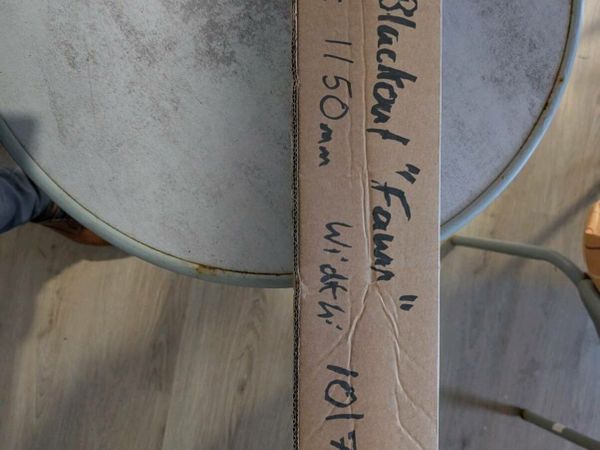 Blackout "Fawn"
: 1150mm Width: 1017